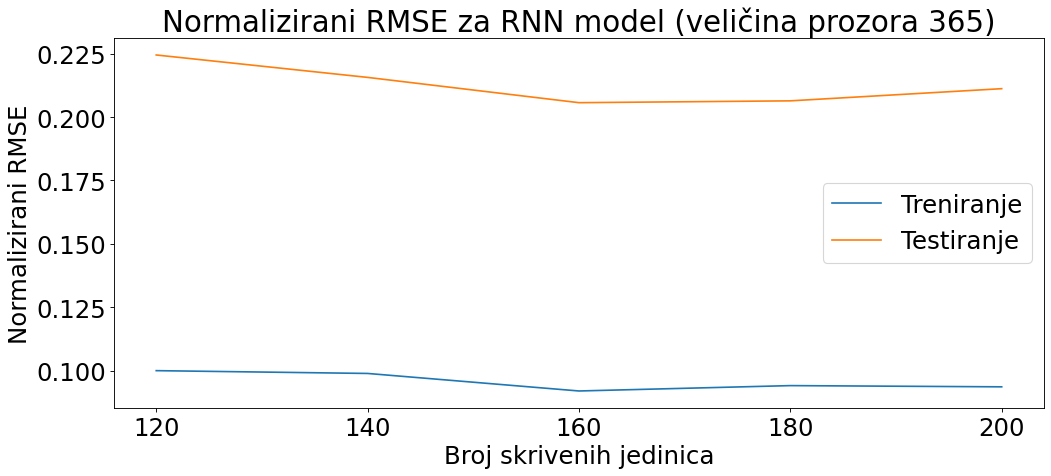 Normalizirani RMSE za RNN model (veličina prozora 365)
Normalizirani RMSE
0.225
0.200
0.175
0.150
0.125
0.100
Treniranje
Testiranje
120 140 160 180 200
Broj skrivenih jedinica